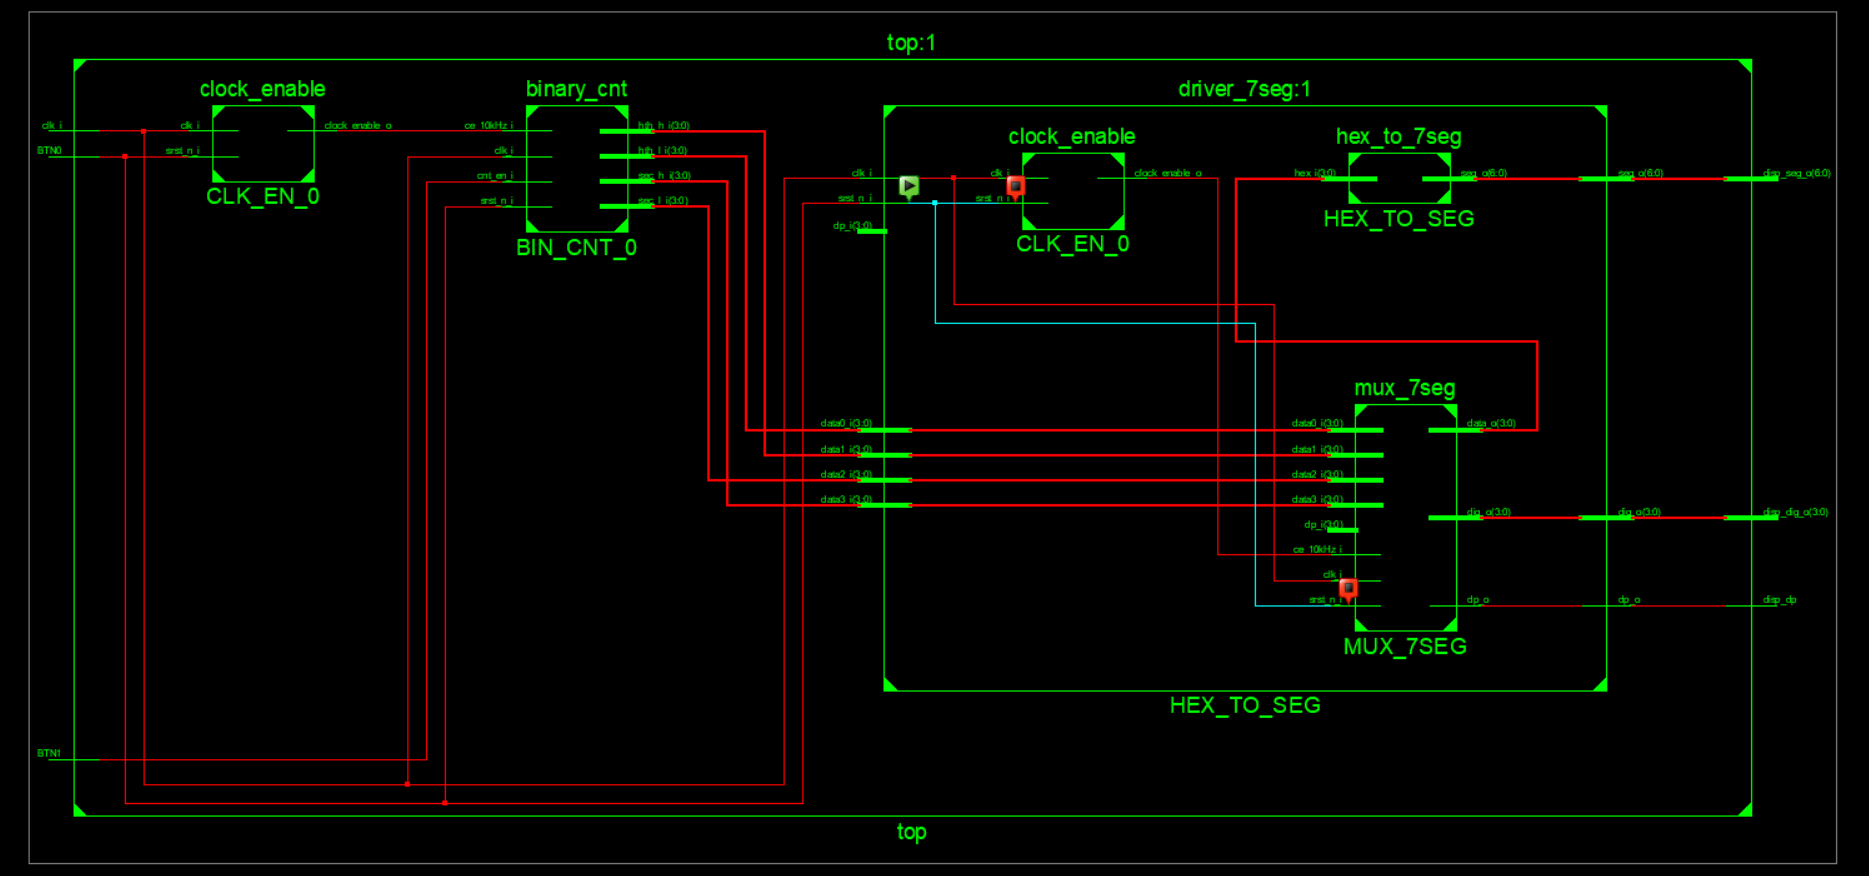 top:1
clock_enable
binary_cnt
driver_7seg:1
clk_i
clk_i
clock_enable_o
ce_10kHz_i
hth_h_i(3:0)
BTN0
srst_n_i
clk_i
hth_l_i(3:0)
cnt_en_i
sec_h_i(3:0)
srst_n_i
sec_l_i(3:0)
CLK_EN_0
BIN_CNT_0
clock_enable
hex_to_7seg
clk_i
clk_i
clock_enable_o
hex_i(3:0)
seg_o(6:0)
seg_o(6:0)
disp_seg_o(6:0)
srst_n_i
srst_n_i
dp_i(3:0)
CLK_EN_0
HEX_TO_SEG
mux_7seg
data0_i(3:0)
data0_i(3:0)
data_o(3:0)
data1_i(3:0)
data1_i(3:0)
data2_i(3:0)
data2_i(3:0)
data3_i(3:0)
data3_i(3:0)
dig_o(3:0)
dig_o(3:0)
disp_dig_o(3:0)
dp_i(3:0)
ce_10kHz_i
clk_i
srst_n_i
dp_o
dp_o
disp_dp
MUX_7SEG
HEX_TO_SEG
BTN1
top